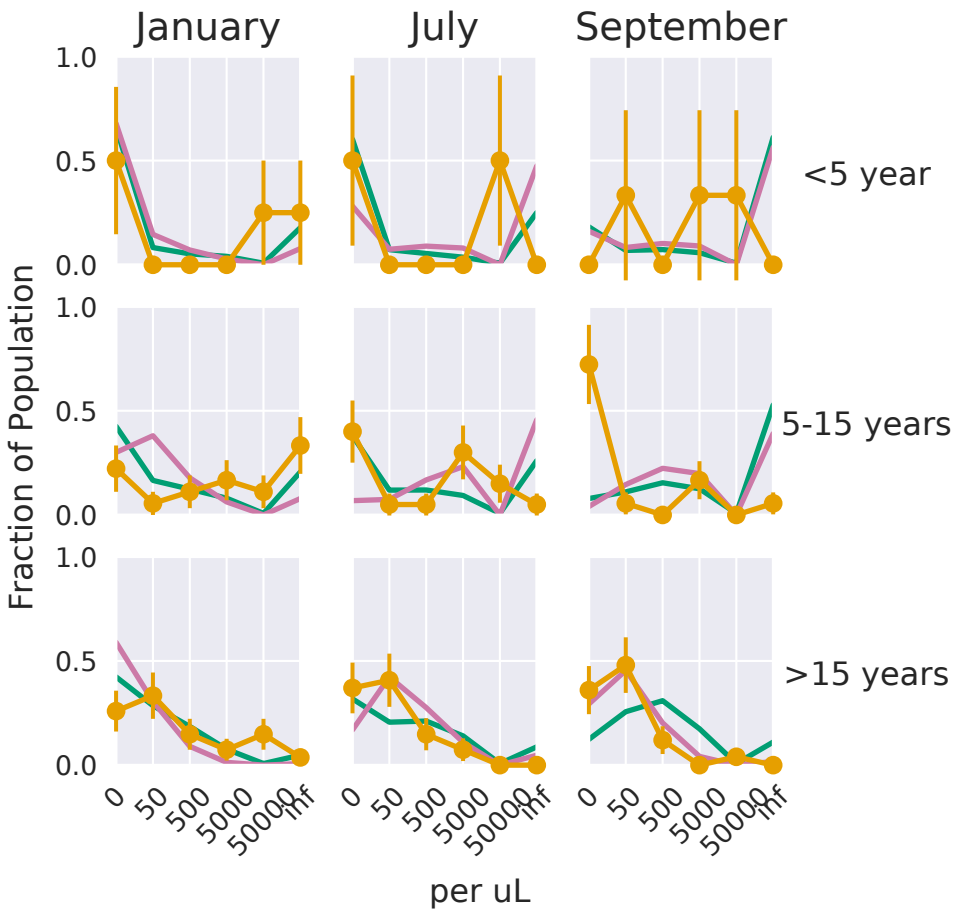 January July September
1.0
0.5
0.0
<5 year
1.0
0.5
0.0
5-15 years
1.0
0.5
0.0
>15 years
Fraction of Population
0 50 500 5000 50000 inf 0 50 500 5000 50000 inf 0 50 500 5000 50000 inf
per uL